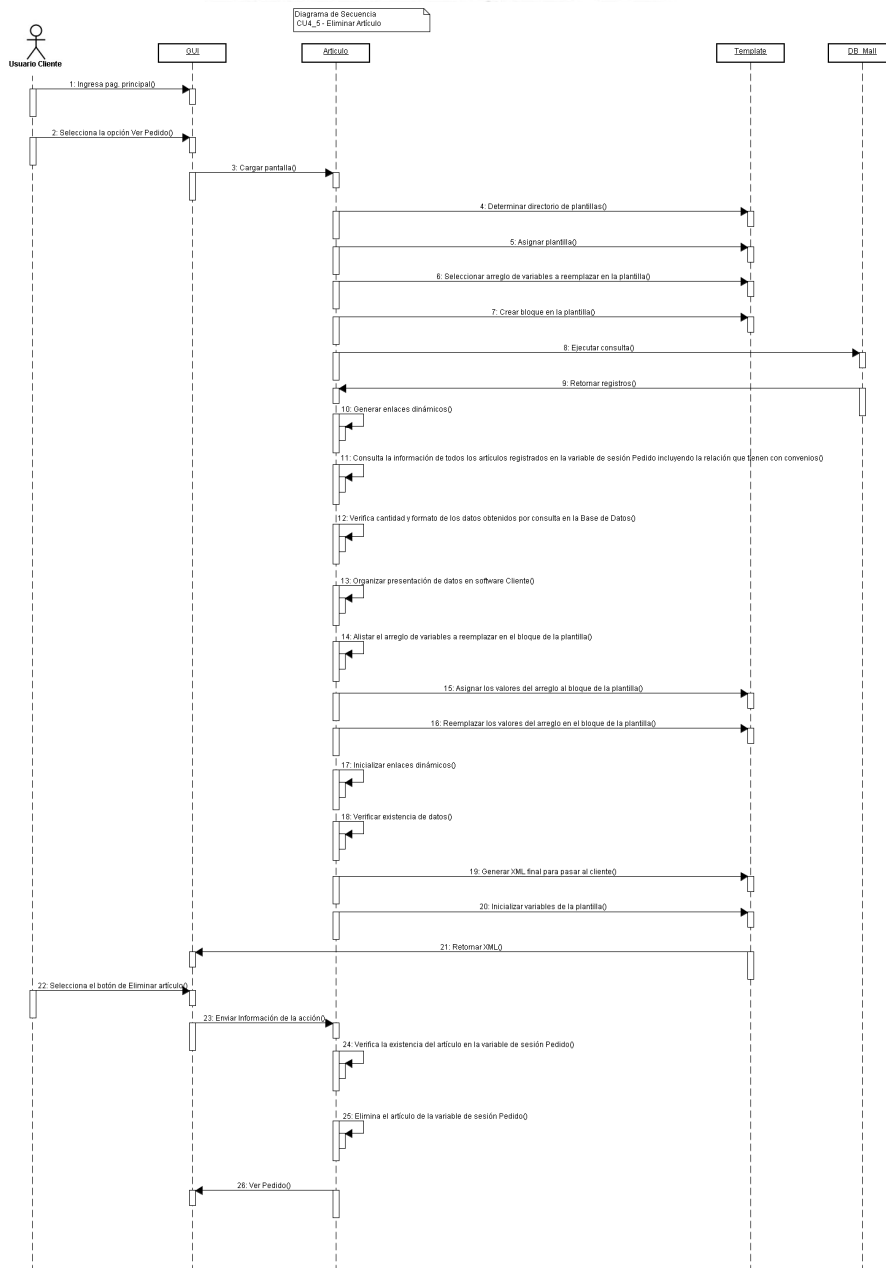 Diagrama de Secuencia
CU4_5 - Eliminar Artículo
Usuario Cliente
GUI
Articulo
Template
DB_Mall
1: Ingresa pag. principal()
2: Selecciona la opción Ver Pedido()
3: Cargar pantalla()
4: Determinar directorio de plantillas()
5: Asignar plantilla()
6: Seleccionar arreglo de variables a reemplazar en la plantilla()
7: Crear bloque en la plantilla()
8: Ejecutar consulta()
9: Retornar registros()
10: Generar enlaces dinámicos()
11: Consulta la información de todos los artículos registrados en la variable de sesión Pedido incluyendo la relación que tienen con convenios()
12: Verifica cantidad y formato de los datos obtenidos por consulta en la Base de Datos()
13: Organizar presentación de datos en software Cliente()
14: Alistar el arreglo de variables a reemplazar en el bloque de la plantilla()
15: Asignar los valores del arreglo al bloque de la plantilla()
16: Reemplazar los valores del arreglo en el bloque de la plantilla()
17: Inicializar enlaces dinámicos()
18: Verificar existencia de datos()
19: Generar XML final para pasar al cliente()
20: Inicializar variables de la plantilla()
21: Retornar XML()
22: Selecciona el botón de Eliminar artículo()
23: Enviar Información de la acción()
24: Verifica la existencia del artículo en la variable de sesión Pedido()
25: Elimina el artículo de la variable de sesión Pedido()
26: Ver Pedido()